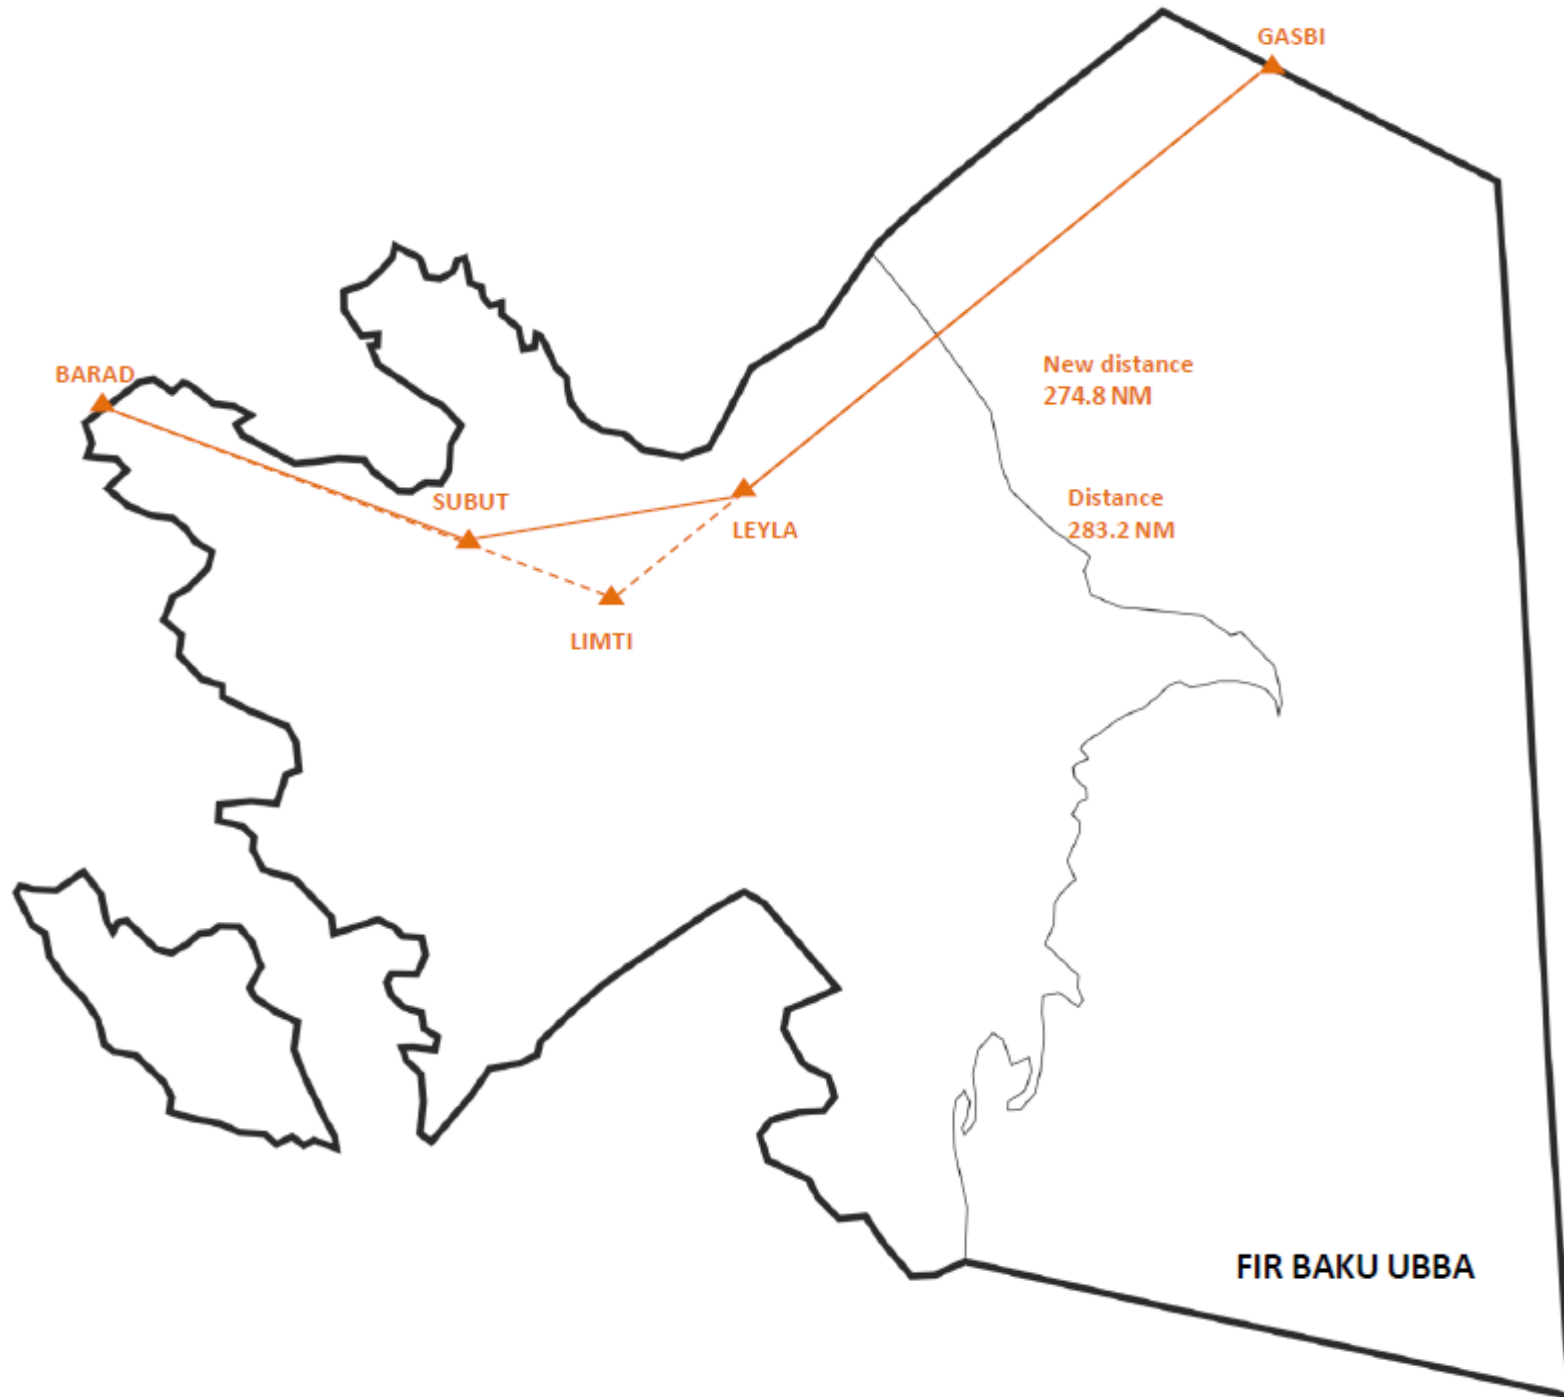 GASBI
BARAD
New distance
274.8 NM
SUBUT
Distance
283.2 NM
LEYLA
LIMTI
FIR BAKU UBBA